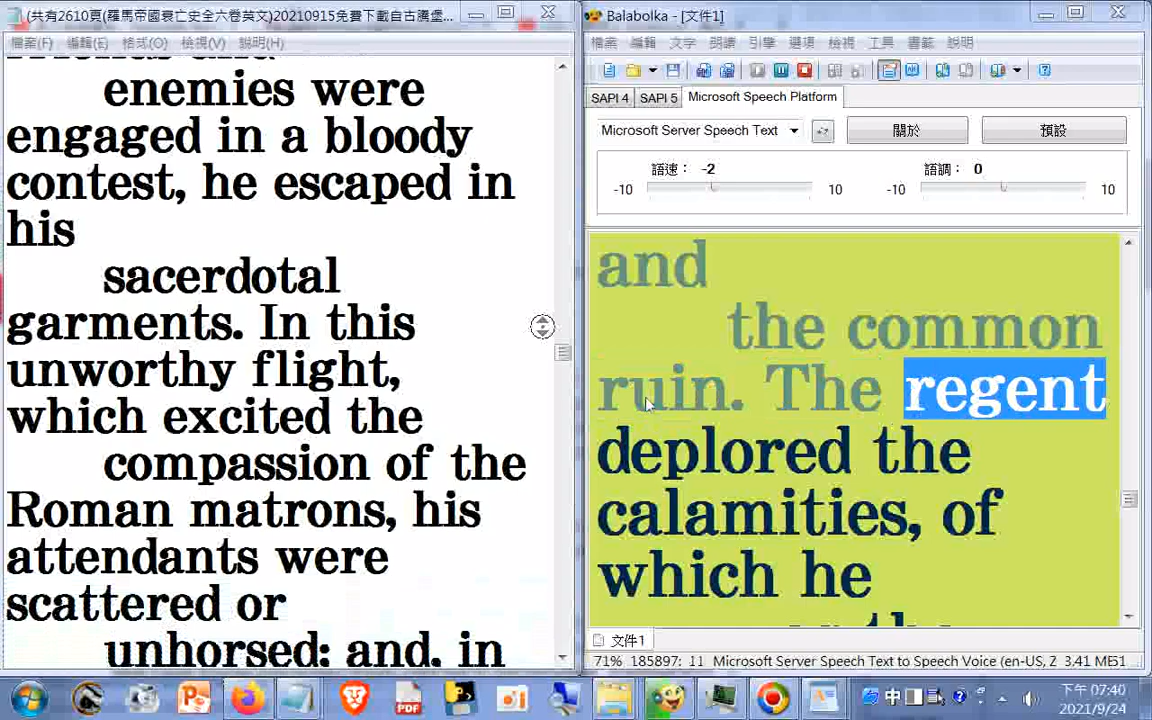 (共有2610頁(羅馬帝國衰亡史全六卷英文)20210915免費下載自古騰堡...
檔案(F) 編輯(E) 格式(O) 檢視(V) 說明(H)
enemies were
engaged in a bloody
contest, he escaped in
his
sacerdotal
garments. In this
unworthy flight,
which excited the
compassion of the
Roman matrons, his
attendants were
scattered or
unhorsed; and, in
Balabolka - [文件1]
檔案 編輯 文字 朗讀 引擎 選項 檢視 工具 書籤 說明
SAPI 4 SAPI 5 Microsoft Speech Platform
Microsoft Server Speech Text 關於 預設
語速: -2 語調: 0
-10 10 -10 10
and
the common
ruin. The regent
deplored the
calamities, of
which he
文件1
71% 185897: 11 Microsoft Server Speech Text to Speech Voice (en-US, 2 3,41 ME51
PDF
中
下午 07:40
2021/9/24